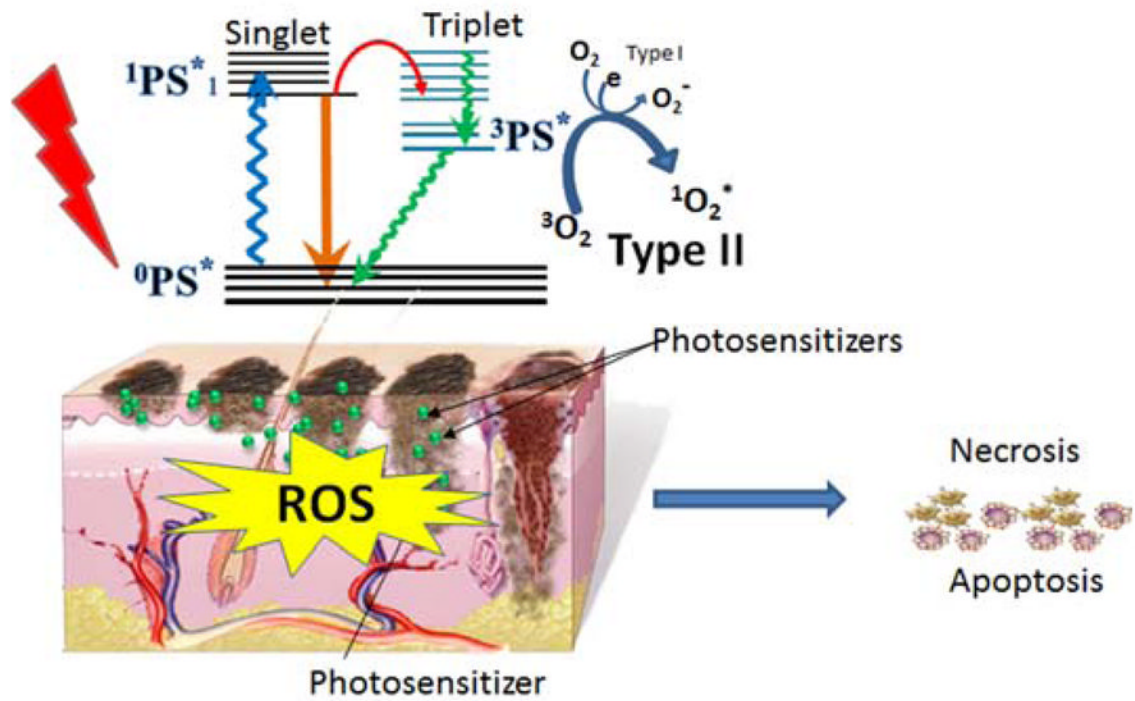 Singlet
Triplet
¹PS*₁
³PS*
O₂
Type I
e
O₂⁻
¹O₂*
³O₂
Type II
⁰PS*
Photosensitizers
ROS
Necrosis
Apoptosis
Photosensitizer